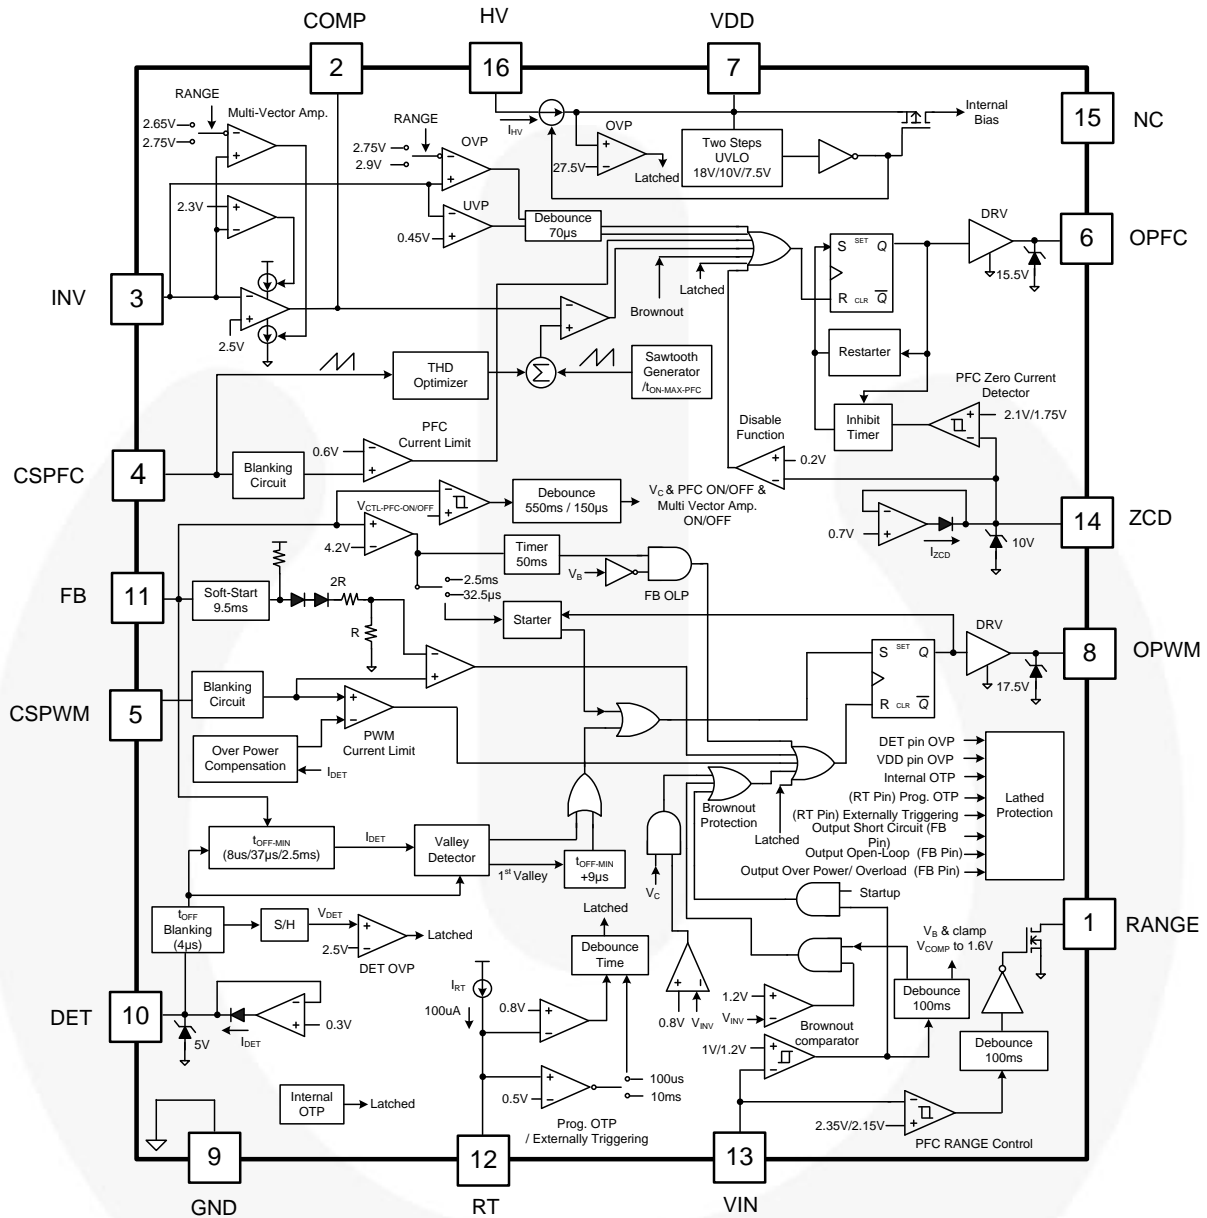 COMP
HV
VDD
2
16
7
RANGE
Multi-Vector Amp.
2.65V
2.75V
2.3V
2.5V
RANGE
OVP
2.75V
2.9V
UVP
0.45V
Debounce
70µs
I_HV
OVP
27.5V
Latched
Two Steps
UVLO
18V/10V/7.5V
Internal
Bias
15
NC
Brownout
Latched
S SET Q
R CLR Q
DRV
15.5V
6
OPFC
3
INV
THD
Optimizer
Σ
Sawtooth
Generator
/t_ON-MAX-PFC
Restarter
Inhibit
Timer
PFC Zero Current
Detector
2.1V/1.75V
Disable
Function
0.2V
4
CSPFC
Blanking
Circuit
0.6V
PFC
Current Limit
V_CTL-PFC-ON/OFF
Debounce
550ms / 150µs
V_C & PFC ON/OFF &
Multi Vector Amp.
ON/OFF
0.7V
I_ZCD
10V
14
ZCD
4.2V
Timer
50ms
V_B
FB OLP
2.5ms
32.5µs
Starter
11
FB
Soft-Start
9.5ms
2R
R
S SET Q
R CLR Q
DRV
17.5V
8
OPWM
5
CSPWM
Blanking
Circuit
Over Power
Compensation
I_DET
PWM
Current Limit
Brownout
Protection
Latched
DET pin OVP
VDD pin OVP
Internal OTP
(RT Pin) Prog. OTP
(RT Pin) Externally Triggering
Output Short Circuit (FB
Pin)
Output Open-Loop (FB Pin)
Output Over Power/ Overload (FB Pin)
Lathed
Protection
t_OFF-MIN
(8us/37µs/2.5ms)
I_DET
Valley
Detector
1st Valley
t_OFF-MIN
+9µs
V_C
Startup
t_OFF
Blanking
(4µs)
S/H
V_DET
2.5V
Latched
DET OVP
Latched
Debounce
Time
0.8V
V_INV
1.2V
V_INV
V_B & clamp
V_COMP to 1.6V
Debounce
100ms
1
RANGE
10
DET
5V
I_DET
0.3V
I_RT
100uA
0.8V
0.5V
100us
10ms
Prog. OTP
/ Externally Triggering
1V/1.2V
Brownout
comparator
Debounce
100ms
2.35V/2.15V
PFC RANGE Control
Internal
OTP
Latched
9
GND
12
RT
13
VIN